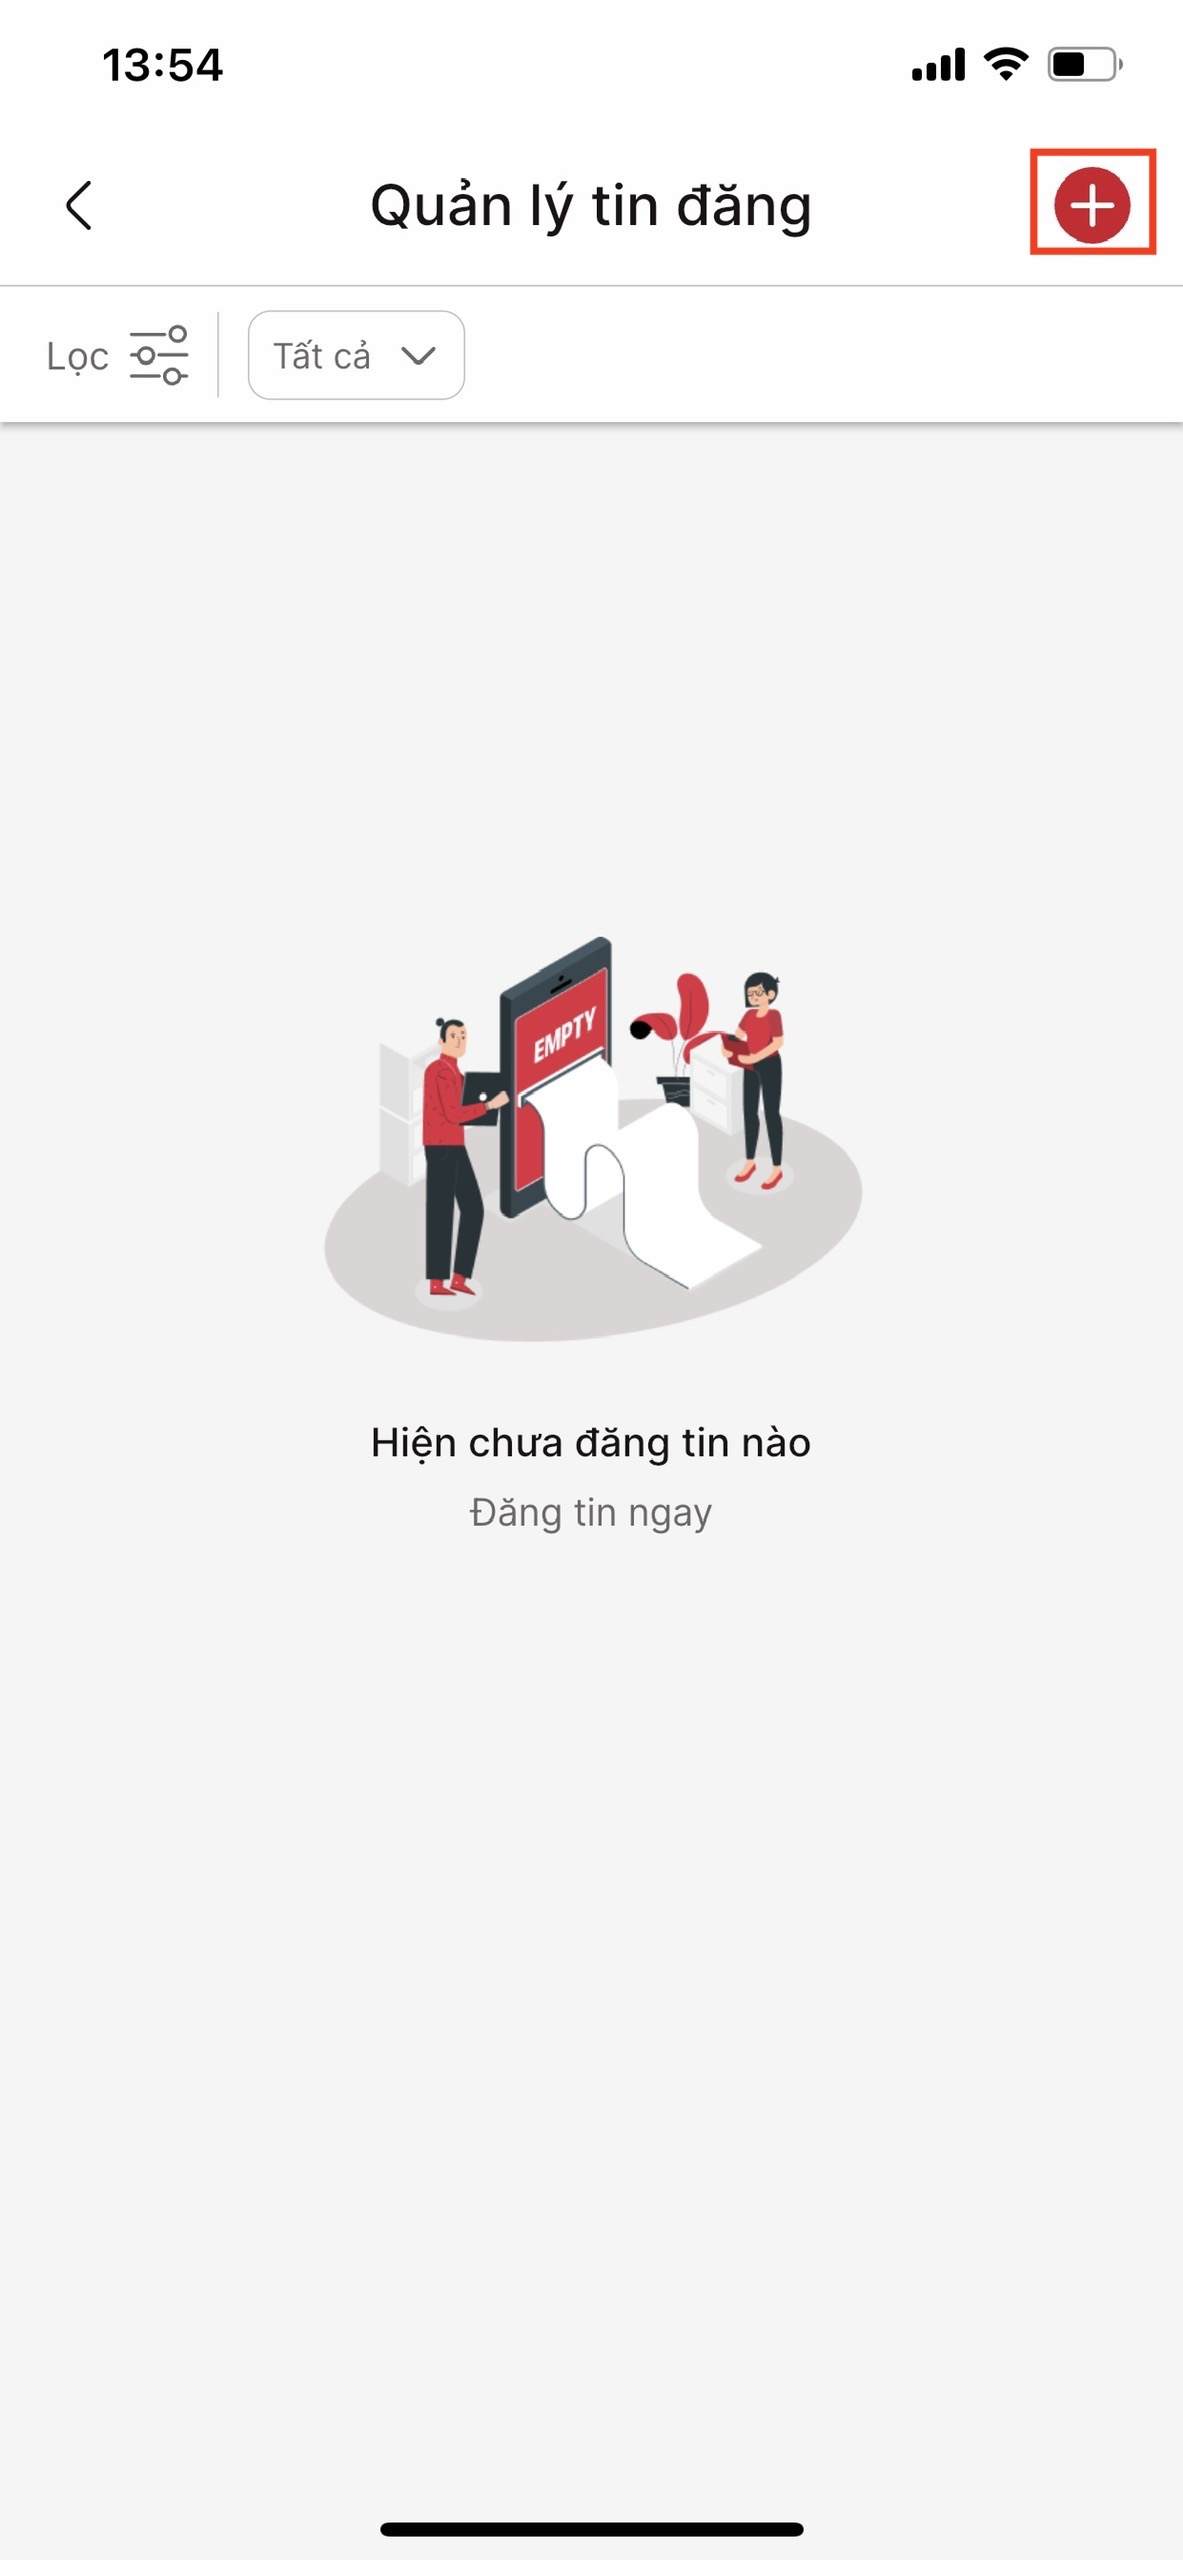 13:54
Quản lý tin đăng
Lọc
Tất cả
EMPTY
Hiện chưa đăng tin nào
Đăng tin ngay